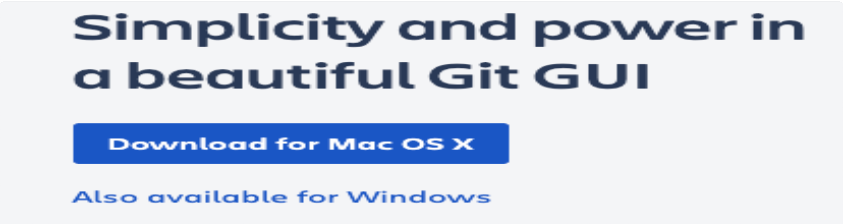 Simplicity and power in
a beautiful Git GUI
Download for Mac OS X
Also available for Windows